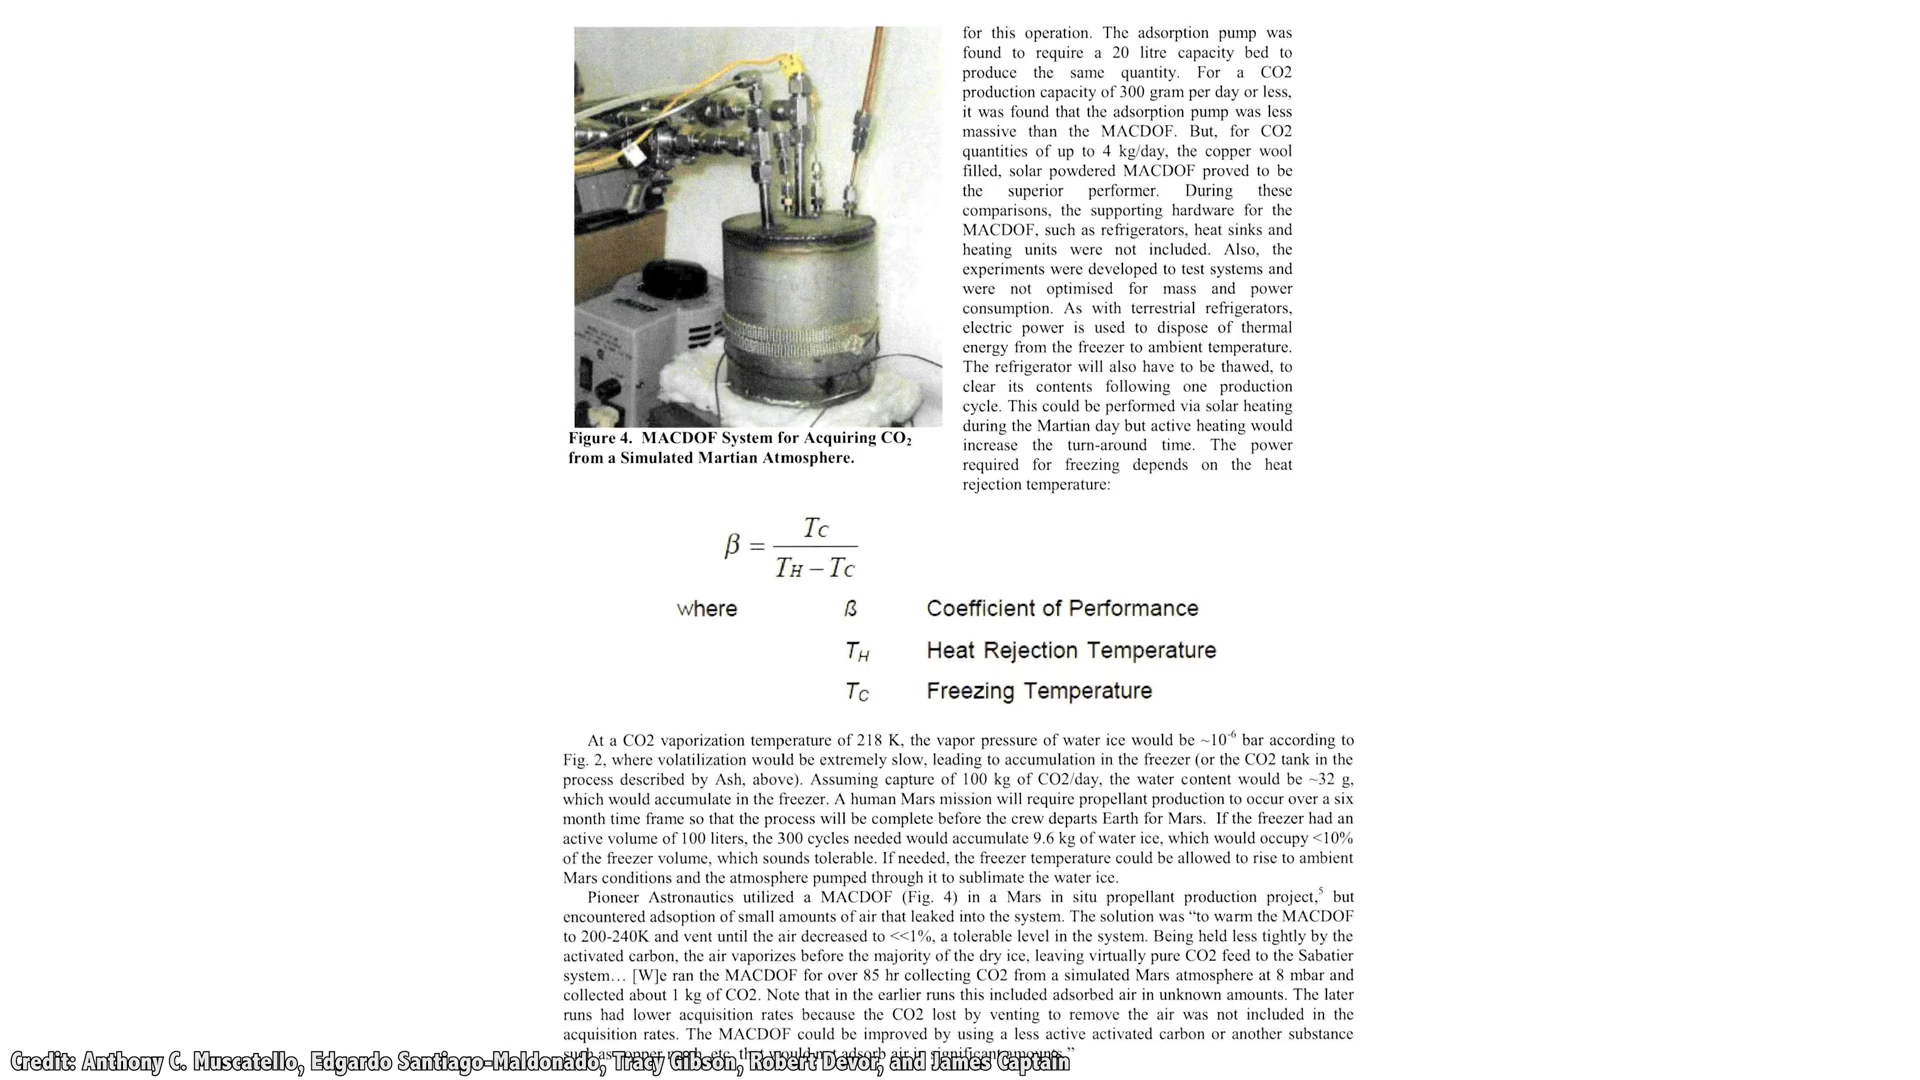 for this operation. The adsorption pump was
found to require a 20 litre capacity bed to
produce the same quantity. For a CO2
production capacity of 300 gram per day or less,
it was found that the adsorption pump was less
massive than the MACDOF. But, for CO2
quantities of up to 4 kg/day, the copper wool
filled, solar powdered MACDOF proved to be
the superior performer. During these
comparisons, the supporting hardware for the
MACDOF, such as refrigerators, heat sinks and
heating units were not included. Also, the
experiments were developed to test systems and
were not optimised for mass and power
consumption. As with terrestrial refrigerators,
electric power is used to dispose of thermal
energy from the freezer to ambient temperature.
The refrigerator will also have to be thawed, to
clear its contents following one production
cycle. This could be performed via solar heating
during the Martian day but active heating would
increase the turn-around time. The power
required for freezing depends on the heat
rejection temperature:
Figure 4. MACDOF System for Acquiring CO₂
from a Simulated Martian Atmosphere.
β = TC / (TH – TC)
where ß Coefficient of Performance
TH Heat Rejection Temperature
TC Freezing Temperature
At a CO2 vaporization temperature of 218 K, the vapor pressure of water ice would be ~10⁻⁶ bar according to
Fig. 2, where volatilization would be extremely slow, leading to accumulation in the freezer (or the CO2 tank in the
process described by Ash, above). Assuming capture of 100 kg of CO2/day, the water content would be ~32 g,
which would accumulate in the freezer. A human Mars mission will require propellant production to occur over a six
month time frame so that the process will be complete before the crew departs Earth for Mars. If the freezer had an
active volume of 100 liters, the 300 cycles needed would accumulate 9.6 kg of water ice, which would occupy <10%
of the freezer volume, which sounds tolerable. If needed, the freezer temperature could be allowed to rise to ambient
Mars conditions and the atmosphere pumped through it to sublimate the water ice.
Pioneer Astronautics utilized a MACDOF (Fig. 4) in a Mars in situ propellant production project,⁵ but
encountered adsoption of small amounts of air that leaked into the system. The solution was “to warm the MACDOF
to 200-240K and vent until the air decreased to <<1%, a tolerable level in the system. Being held less tightly by the
activated carbon, the air vaporizes before the majority of the dry ice, leaving virtually pure CO2 feed to the Sabatier
system… [W]e ran the MACDOF for over 85 hr collecting CO2 from a simulated Mars atmosphere at 8 mbar and
collected about 1 kg of CO2. Note that in the earlier runs this included adsorbed air in unknown amounts. The later
runs had lower acquisition rates because the CO2 lost by venting to remove the air was not included in the
acquisition rates. The MACDOF could be improved by using a less active activated carbon or another substance
Credit: Anthony C. Muscatello, Edgardo Santiago-Maldonado, Tracy Gibson, Robert Devor, and James Captain